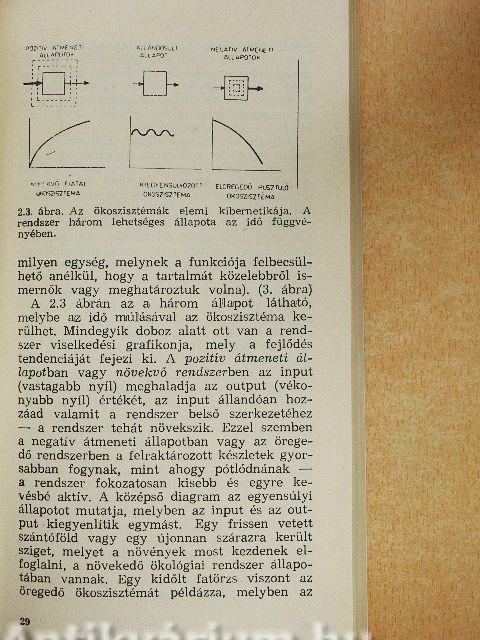 POZITIV ÁTMENETI
ÁLLAPOTOK
ÁLLANDÓSULT
ÁLLAPOT
NEGATIV ÁTMENETI
ÁLLAPOTOK
NÖVEKVŐ FIATAL
ÖKOSZISZTÉMA
KIEGYENSÚLYOZOTT
ÖKOSZISZTÉMA
ELÖREGEDŐ PUSZTULÓ
ÖKOSZISZTÉMA
2.3. ábra. Az ökoszisztémák elemi kibernetikája. A
rendszer három lehetséges állapota az idő függvé-
nyében.
milyen egység, melynek a funkciója felbecsül-
hető anélkül, hogy a tartalmát közelebbről is-
mernők vagy meghatároztuk volna). (3. ábra)
A 2.3 ábrán az a három állapot látható,
melybe az idő múlásával az ökoszisztéma ke-
rülhet. Mindegyik doboz alatt ott van a rend-
szer viselkedési grafikonja, mely a fejlődés
tendenciáját fejezi ki. A pozitív átmeneti ál-
lapotban vagy növekvő rendszerben az input
(vastagabb nyíl) meghaladja az output (véko-
nyabb nyíl) értékét, az input állandóan hoz-
záad valamit a rendszer belső szerkezetéhez
— a rendszer tehát növekszik. Ezzel szemben
a negatív átmeneti állapotban vagy az örege-
dő rendszerben a felraktározott készletek gyor-
sabban fogynak, mint ahogy pótlódnának —
a rendszer fokozatosan kisebb és egyre ke-
vésbé aktív. A középső diagram az egyensúlyi
állapotot mutatja, melyben az input és az out-
put kiegyenlítik egymást. Egy frissen vetett
szántóföld vagy egy újonnan szárazra került
sziget, melyet a növények most kezdenek el-
foglalni, a növekedő ökológiai rendszer állapo-
tában vannak. Egy kidőlt fatörzs viszont az
öregedő ökoszisztémát példázza, melyben az
29
Antikvárium.hu